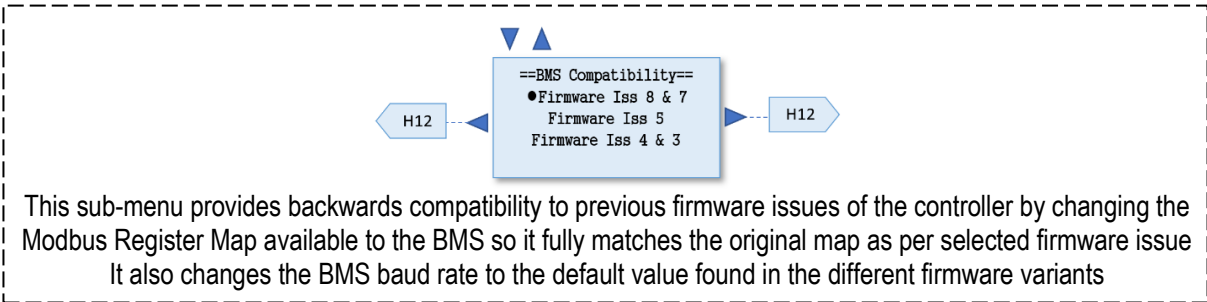 ==BMS Compatibility==
●Firmware Iss 8 & 7
Firmware Iss 5
Firmware Iss 4 & 3
H12
H12
This sub-menu provides backwards compatibility to previous firmware issues of the controller by changing the
Modbus Register Map available to the BMS so it fully matches the original map as per selected firmware issue
It also changes the BMS baud rate to the default value found in the different firmware variants